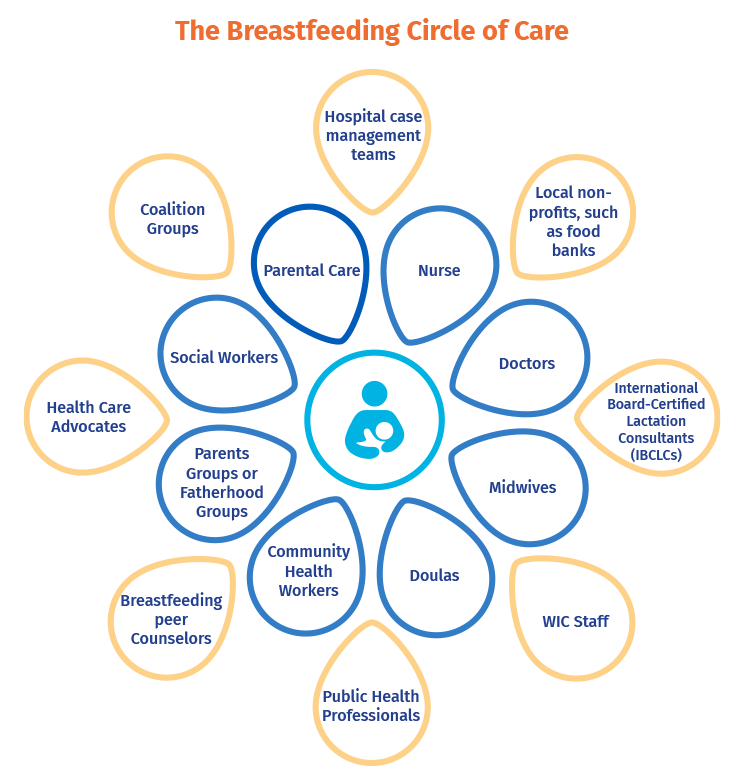 The Breastfeeding Circle of Care
Hospital case
management
teams
Coalition
Groups
Local non-
profits, such
as food
banks
Parental Care
Nurse
Social Workers
Doctors
Health Care
Advocates
International
Board-Certified
Lactation
Consultants
(IBCLCs)
Parents
Groups or
Fatherhood
Groups
Midwives
Community
Health
Workers
Doulas
Breastfeeding
peer
Counselors
WIC Staff
Public Health
Professionals